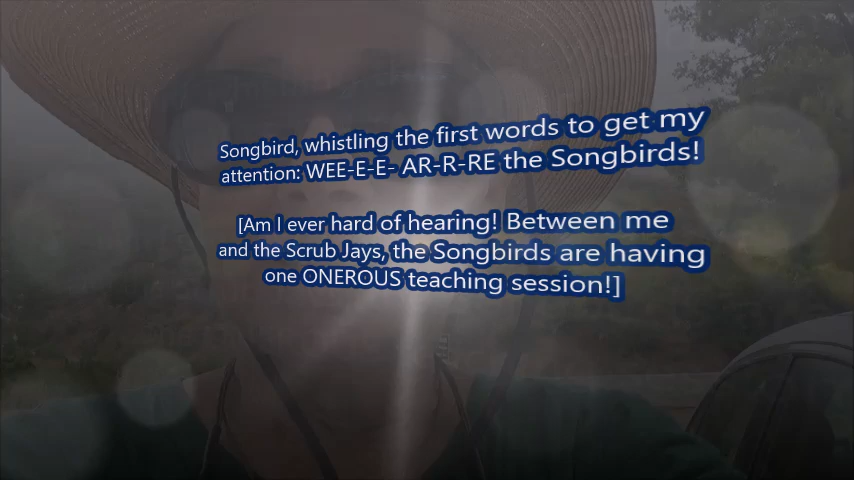 Songbird, whistling the first words to get my
attention: WEE-E-E- AR-R-RE the Songbirds!
[Am I ever hard of hearing! Between me
and the Scrub Jays, the Songbirds are having
one ONEROUS teaching session!]